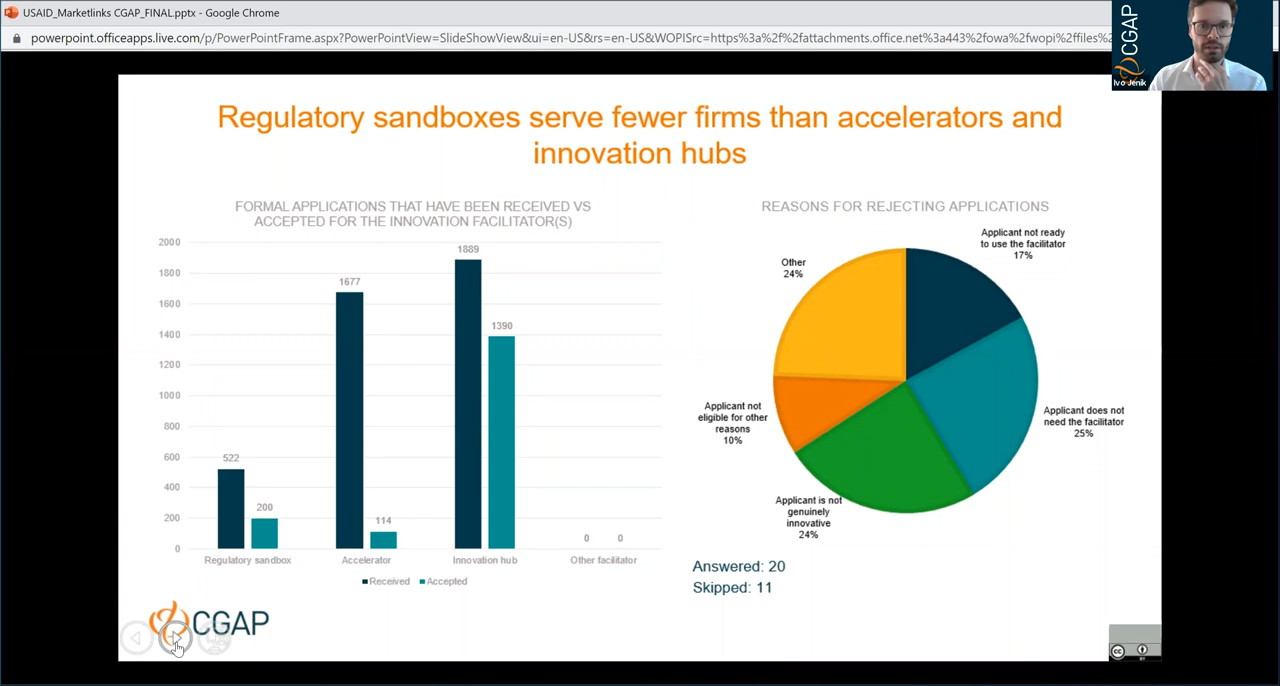 USAID_Marketlinks CGAP_FINAL.pptx - Google Chrome
powerpoint.officeapps.live.com/p/PowerPointFrame.aspx?PowerPointView=SlideShowView&ui=en-US&rs=en-US&WOPISrc=https%3a%2f%2fattachments.office.net%3a443%2fowa%2fwopi%2ffiles%2
CGAP
Ivo Jenik
Regulatory sandboxes serve fewer firms than accelerators and
innovation hubs
FORMAL APPLICATIONS THAT HAVE BEEN RECEIVED VS
ACCEPTED FOR THE INNOVATION FACILITATOR(S)
2000
1800
1600
1400
1200
1000
800
600
400
200
0
522
200
1677
114
1889
1390
0
0
Regulatory sandbox
Accelerator
Innovation hub
Other facilitator
Received
Accepted
REASONS FOR REJECTING APPLICATIONS
Applicant not ready
to use the facilitator
17%
Applicant does not
need the facilitator
25%
Applicant is not
genuinely
innovative
24%
Applicant not
eligible for other
reasons
10%
Other
24%
Answered: 20
Skipped: 11
CGAP
cc
BY